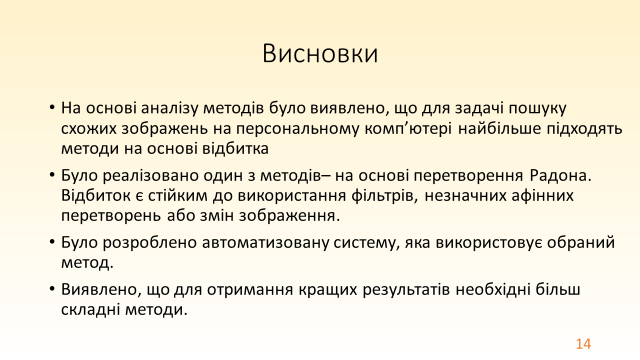 Висновки
• На основі аналізу методів було виявлено, що для задачі пошуку
схожих зображень на персональному комп’ютері найбільше підходять
методи на основі відбитка
• Було реалізовано один з методів– на основі перетворення Радона.
Відбиток є стійким до використання фільтрів, незначних афінних
перетворень або змін зображення.
• Було розроблено автоматизовану систему, яка використовує обраний
метод.
• Виявлено, що для отримання кращих результатів необхідні більш
складні методи.
14